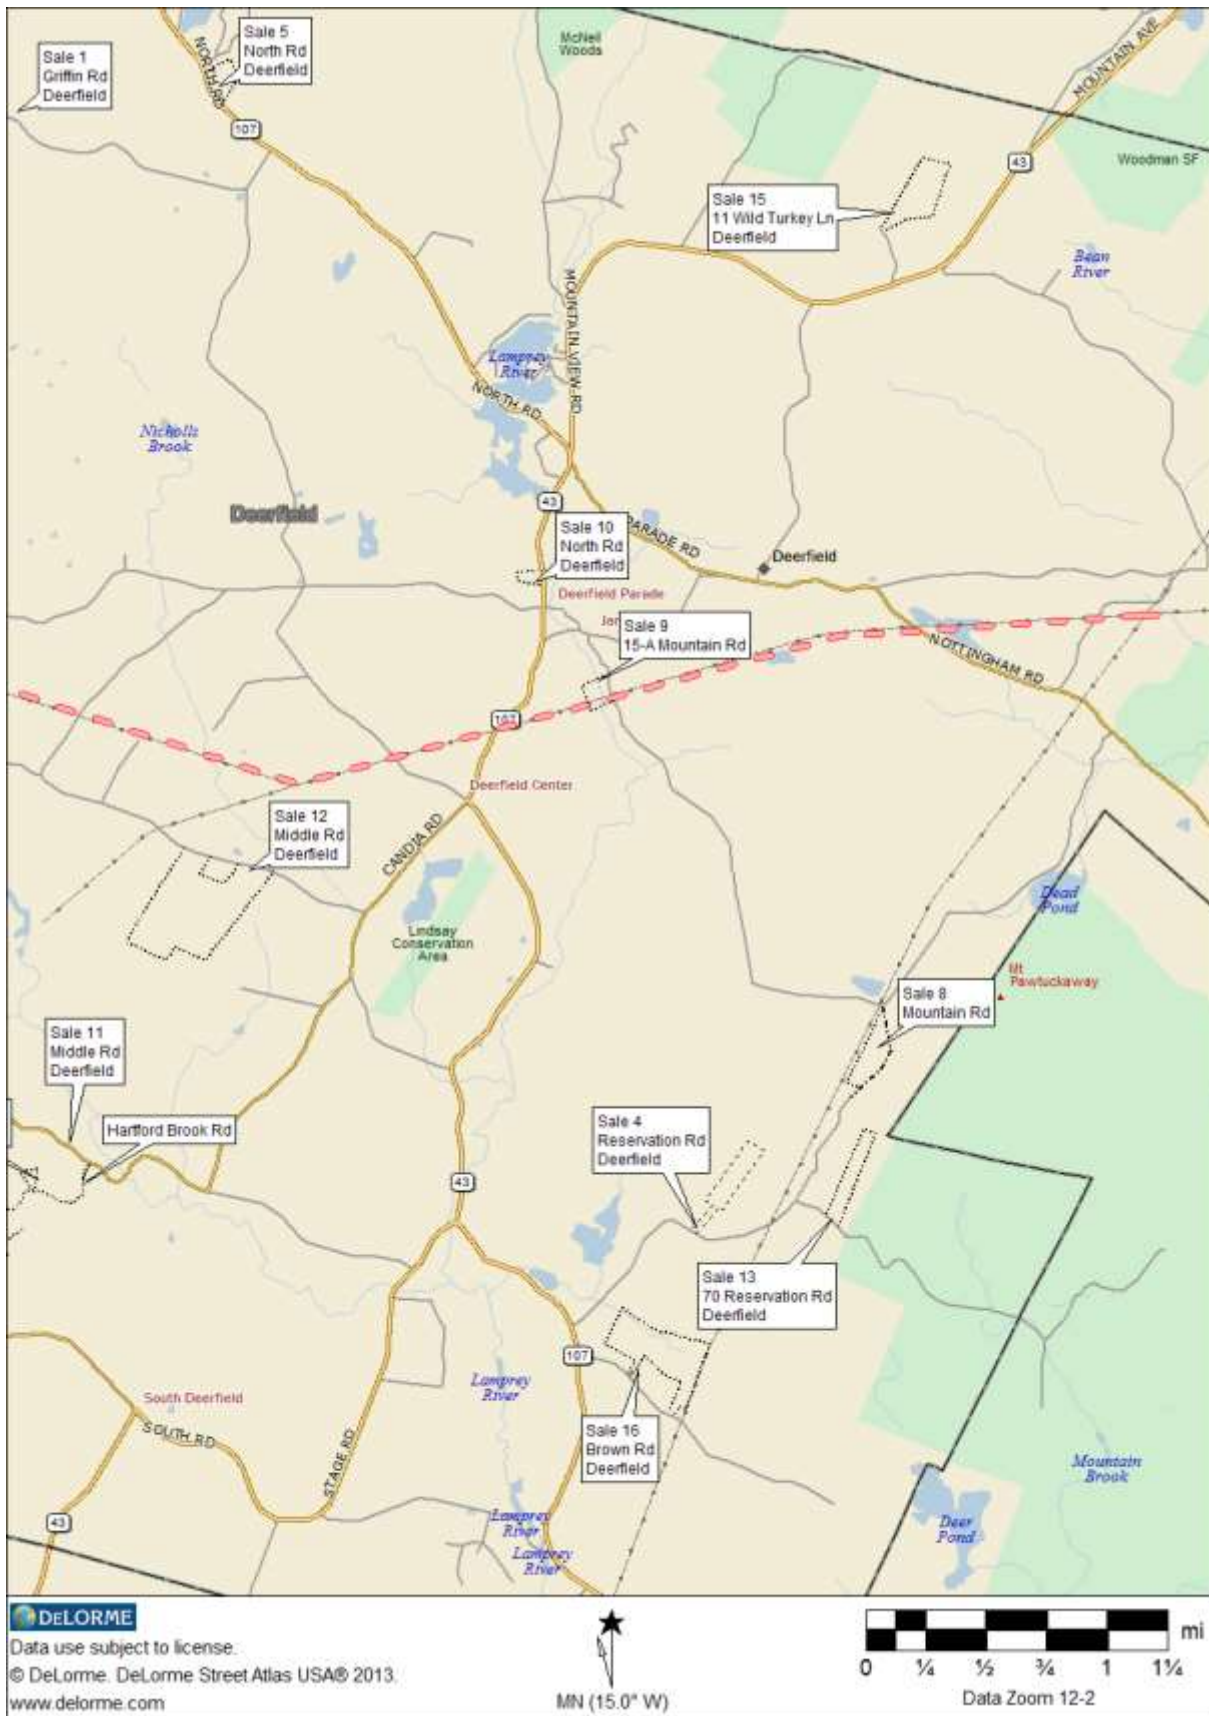 Sale 5
North Rd
Deerfield
Sale 1
Griffin Rd
Deerfield
NORTH RD
107
McNeil
Woods
MOUNTAIN AVE
43
Woodman SF
Sale 15
11 Wild Turkey Ln
Deerfield
Bean
River
MOUNTAIN VIEW RD
Lamprey
River
NORTH RD
Nicholls
Brook
Deerfield
43
Sale 10
North Rd
Deerfield
PARADE RD
Deerfield
Deerfield Parade
Sale 9
15-A Mountain Rd
NOTTINGHAM RD
107
Deerfield Center
Sale 12
Middle Rd
Deerfield
CANDIA RD
Lindsay
Conservation
Area
Dead
Pond
Mt
Pawtuckaway
Sale 8
Mountain Rd
Sale 11
Middle Rd
Deerfield
Hartford Brook Rd
Sale 4
Reservation Rd
Deerfield
43
Sale 13
70 Reservation Rd
Deerfield
107
Lamprey
River
South Deerfield
SOUTH RD
STAGE RD
Sale 16
Brown Rd
Deerfield
Mountain
Brook
43
Lamprey
River
Lamprey
River
Deer
Pond
DELORME
Data use subject to license.
© DeLorme. DeLorme Street Atlas USA® 2013.
www.delorme.com
MN (15.0° W)
mi
0 ¼ ½ ¾ 1 1¼
Data Zoom 12-2